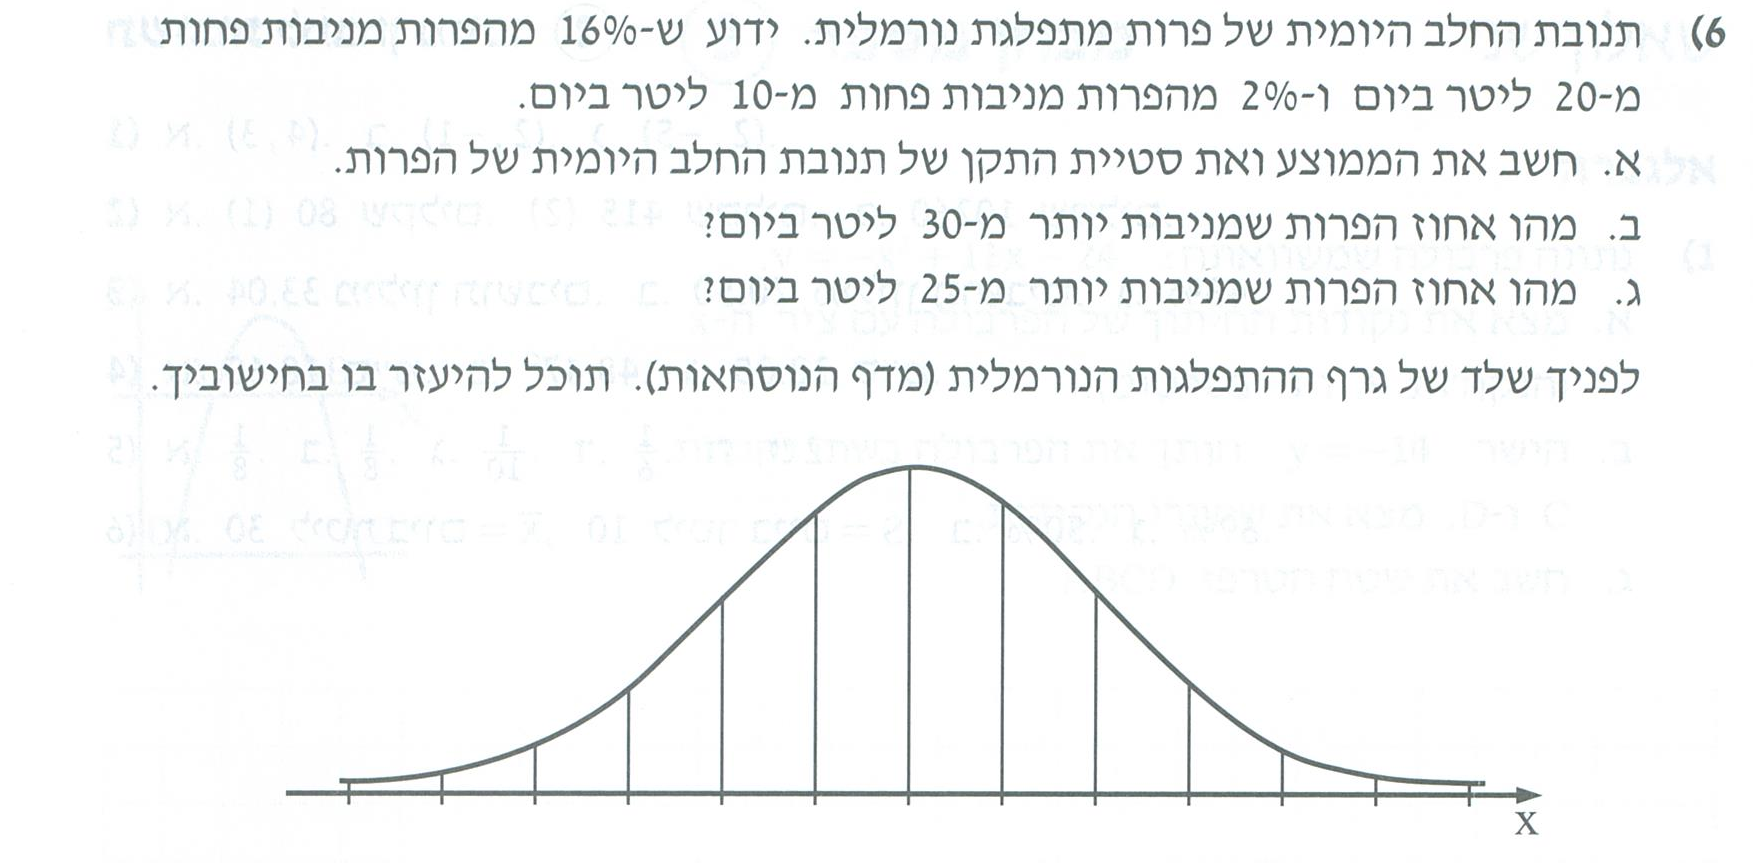 6) תנובת החלב היומית של פרות מתפלגת נורמלית. ידוע ש-16% מהפרות מניבות פחות
מ-20 ליטר ביום ו-2% מהפרות מניבות פחות מ-10 ליטר ביום.
א. חשב את הממוצע ואת סטיית התקן של תנובת החלב היומית של הפרות.
ב. מהו אחוז הפרות שמניבות יותר מ-30 ליטר ביום?
ג. מהו אחוז הפרות שמניבות יותר מ-25 ליטר ביום?
לפניך שלד של גרף ההתפלגות הנורמלית (מדף הנוסחאות). תוכל להיעזר בו בחישוביך.
X